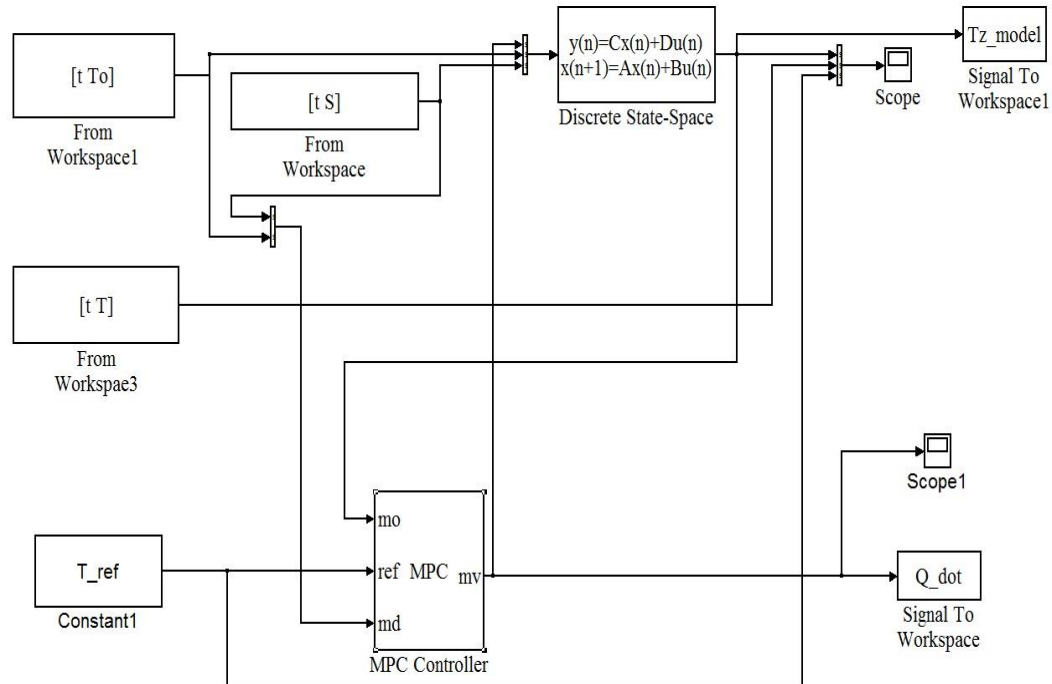 [t To]
From
Workspace1
[t S]
From
Workspace
y(n)=Cx(n)+Du(n)
x(n+1)=Ax(n)+Bu(n)
Discrete State-Space
Scope
Tz_model
Signal To
Workspace1
[t T]
From
Workspae3
Scope1
T_ref
Constant1
mo
ref
MPC
mv
md
MPC Controller
Q_dot
Signal To
Workspace